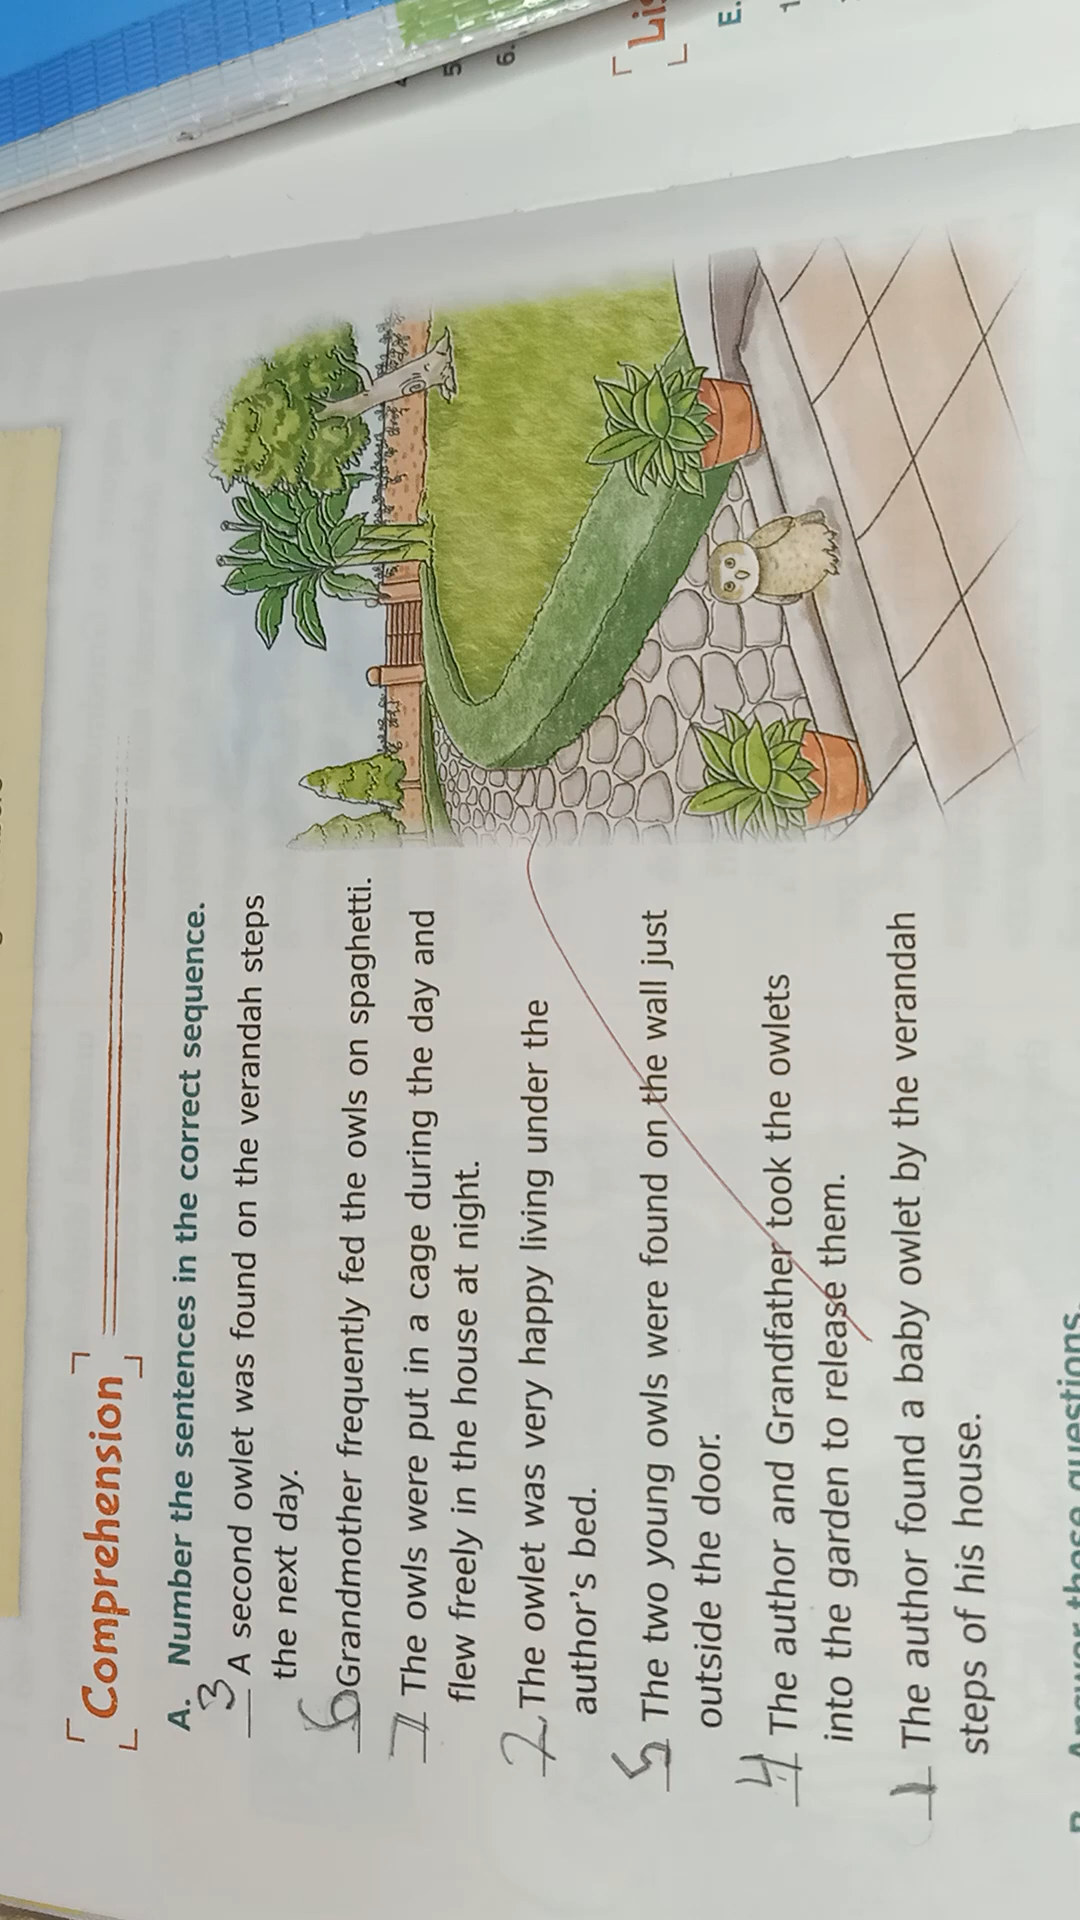 Comprehension
A. Number the sentences in the correct sequence.
3 A second owlet was found on the verandah steps
the next day.
6 Grandmother frequently fed the owls on spaghetti.
7 The owls were put in a cage during the day and
flew freely in the house at night.
2 The owlet was very happy living under the
author's bed.
5 The two young owls were found on the wall just
outside the door.
4 The author and Grandfather took the owlets
into the garden to release them.
1 The author found a baby owlet by the verandah
steps of his house.
5
6.
E.
1